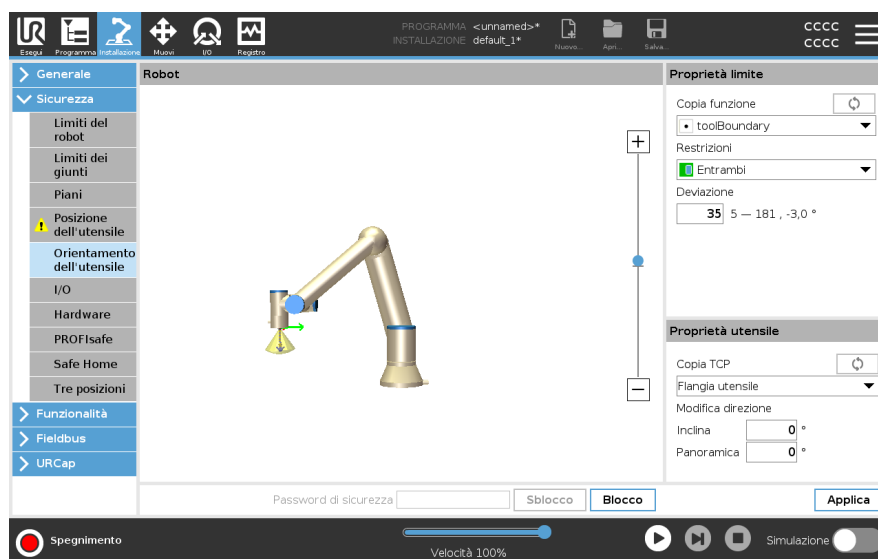 PROGRAMMA <unnamed>*
INSTALLAZIONE default_1*
Esegui
Programma
Installazione
Muovi
I/O
Registro
Nuovo...
Apri...
Salva...
cccc
cccc
Generale
Sicurezza
Limiti del
robot
Limiti dei
giunti
Piani
Posizione
dell'utensile
Orientamento
dell'utensile
I/O
Hardware
PROFIsafe
Safe Home
Tre posizioni
Funzionalità
Fieldbus
URCap
Robot
Proprietà limite
Copia funzione
toolBoundary
Restrizioni
Entrambi
Deviazione
35 5 — 181 , -3,0 °
Proprietà utensile
Copia TCP
Flangia utensile
Modifica direzione
Inclina 0 °
Panoramica 0 °
Password di sicurezza
Sblocco
Blocco
Applica
Spegnimento
Velocità 100%
Simulazione